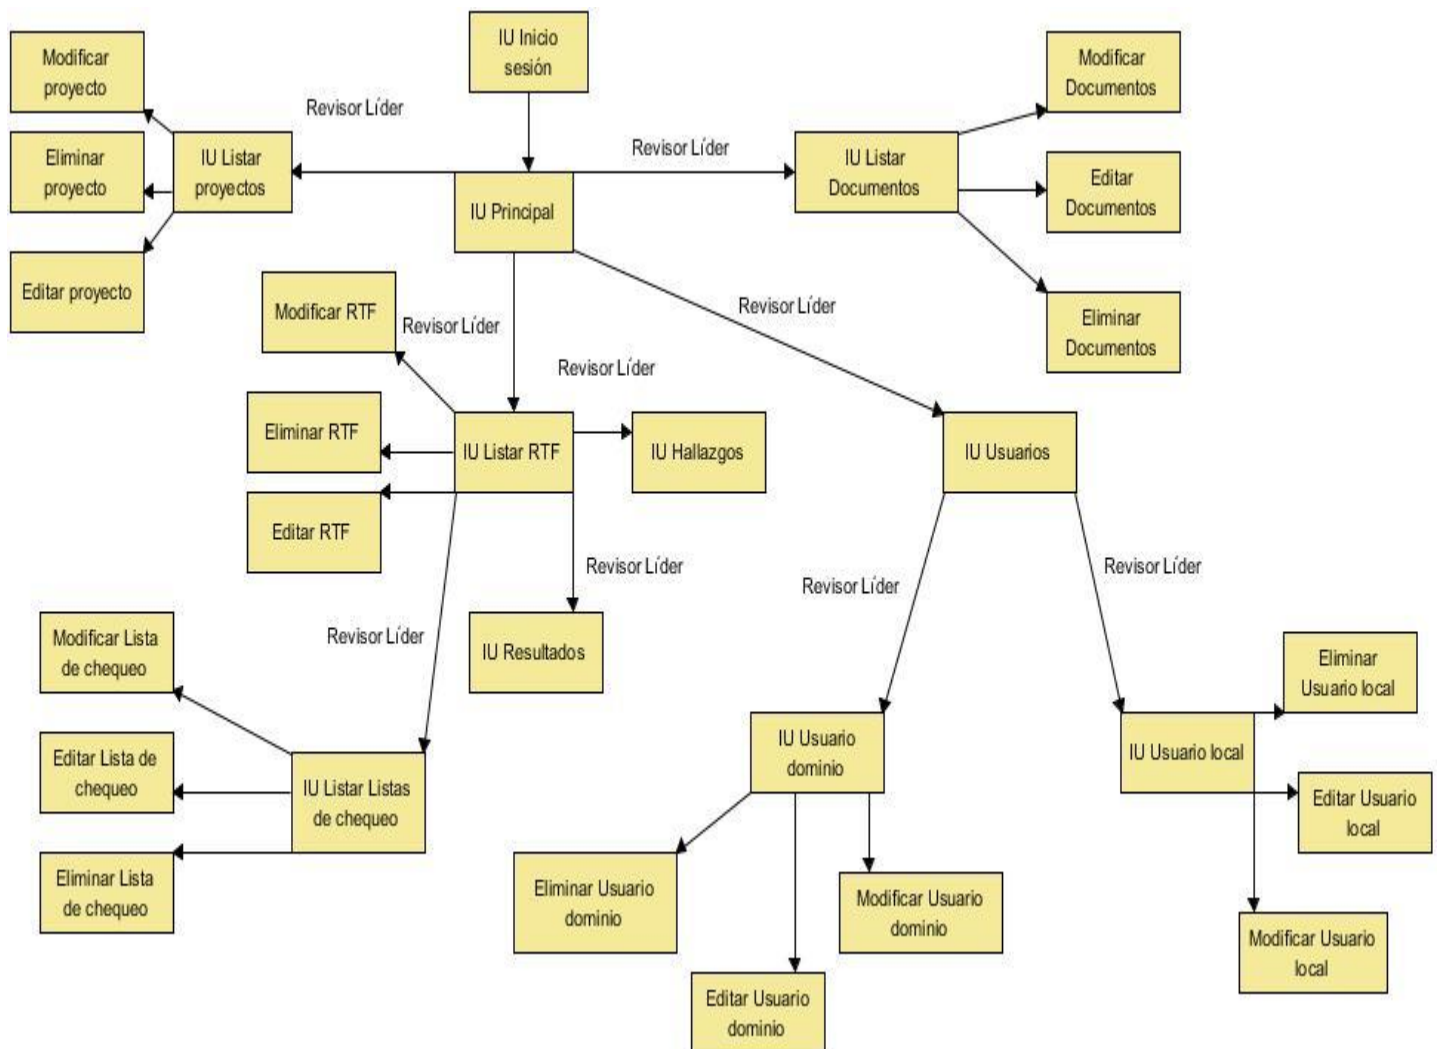 IU Inicio
sesión
Modificar
proyecto
Modificar
Documentos
Revisor Líder
Revisor Líder
Eliminar
proyecto
IU Listar
proyectos
IU Listar
Documentos
Editar
Documentos
IU Principal
Editar proyecto
Modificar RTF
Revisor Líder
Revisor Líder
Eliminar
Documentos
Revisor Líder
Eliminar RTF
IU Listar RTF
IU Hallazgos
IU Usuarios
Editar RTF
Revisor Líder
Revisor Líder
Revisor Líder
Revisor Líder
Modificar Lista
de chequeo
IU Resultados
Eliminar
Usuario local
Editar Lista de
chequeo
IU Listar Listas
de chequeo
IU Usuario
dominio
IU Usuario local
Editar Usuario
local
Eliminar Lista
de chequeo
Eliminar Usuario
dominio
Modificar Usuario
dominio
Modificar Usuario
local
Editar Usuario
dominio